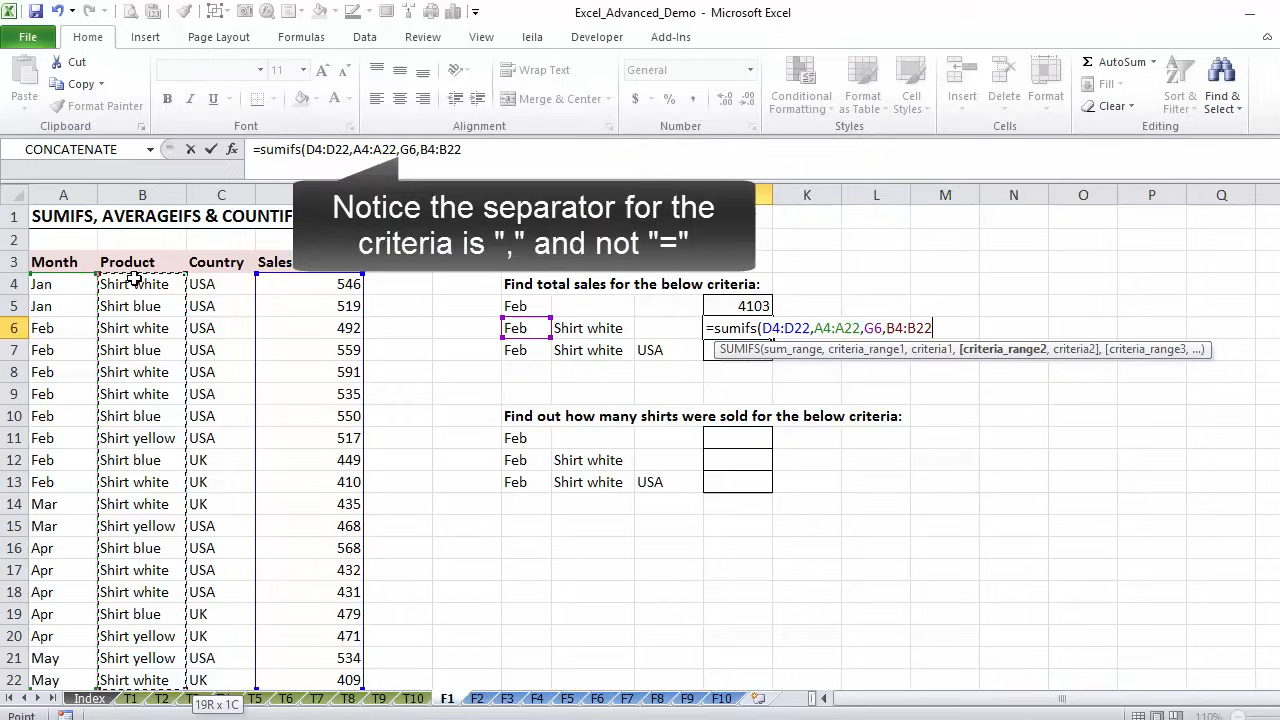 Excel_Advanced_Demo - Microsoft Excel
File Home Insert Page Layout Formulas Data Review View leila Developer Add-Ins
Paste Cut Copy Format Painter 11 Wrap Text Merge & Center General Conditional Formatting Format as Table Cell Styles Insert Delete Format AutoSum Fill Clear Sort & Filter Find & Select
Clipboard Font Alignment Number Styles Cells Editing
CONCATENATE =sumifs(D4:D22,A4:A22,G6,B4:B22
Notice the separator for the
criteria is "," and not "="
A B C K L M N O P Q
1 SUMIFS, AVERAGEIFS & COUNTIF
2
3 Month Product Country Sales
4 Jan Shirt white USA 546 Find total sales for the below criteria:
5 Jan Shirt blue USA 519 Feb 4103
6 Feb Shirt white USA 492 Feb Shirt white =sumifs(D4:D22,A4:A22,G6,B4:B22
7 Feb Shirt blue USA 559 Feb Shirt white USA SUMIFS(sum_range, criteria_range1, criteria1, [criteria_range2, criteria2], [criteria_range3, ...)
8 Feb Shirt white USA 591
9 Feb Shirt white USA 535
10 Feb Shirt blue USA 550 Find out how many shirts were sold for the below criteria:
11 Feb Shirt yellow USA 517 Feb
12 Feb Shirt blue UK 449 Feb Shirt white
13 Feb Shirt white UK 410 Feb Shirt white USA
14 Mar Shirt white UK 435
15 Mar Shirt yellow USA 468
16 Apr Shirt blue USA 568
17 Apr Shirt white USA 432
18 Apr Shirt white USA 431
19 Apr Shirt blue UK 479
20 Apr Shirt yellow UK 471
21 May Shirt yellow USA 534
22 May Shirt white UK 409
Index T1 T2 T5 T6 T7 T8 T9 T10 F1 F2 F3 F4 F5 F6 F7 F8 F9 F10
19R x 1C
Point 110%